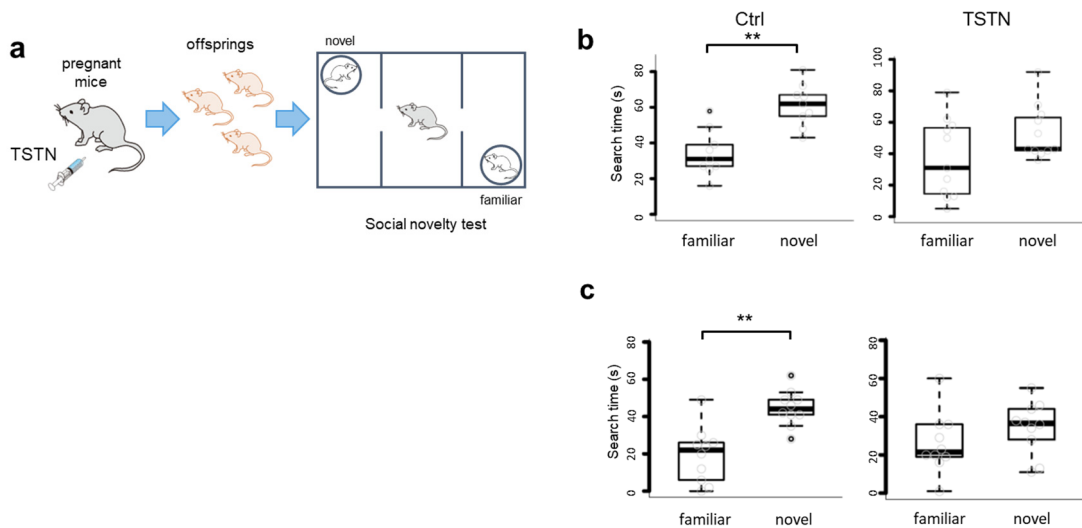 a
pregnant
mice
TSTN
offsprings
novel
familiar
Social novelty test
b
Ctrl
TSTN
**
Search time (s)
0 20 40 60 80
familiar novel
0 20 40 60 80 100
familiar novel
c
**
Search time (s)
0 20 40 60 80
familiar novel
0 20 40 60 80
familiar novel